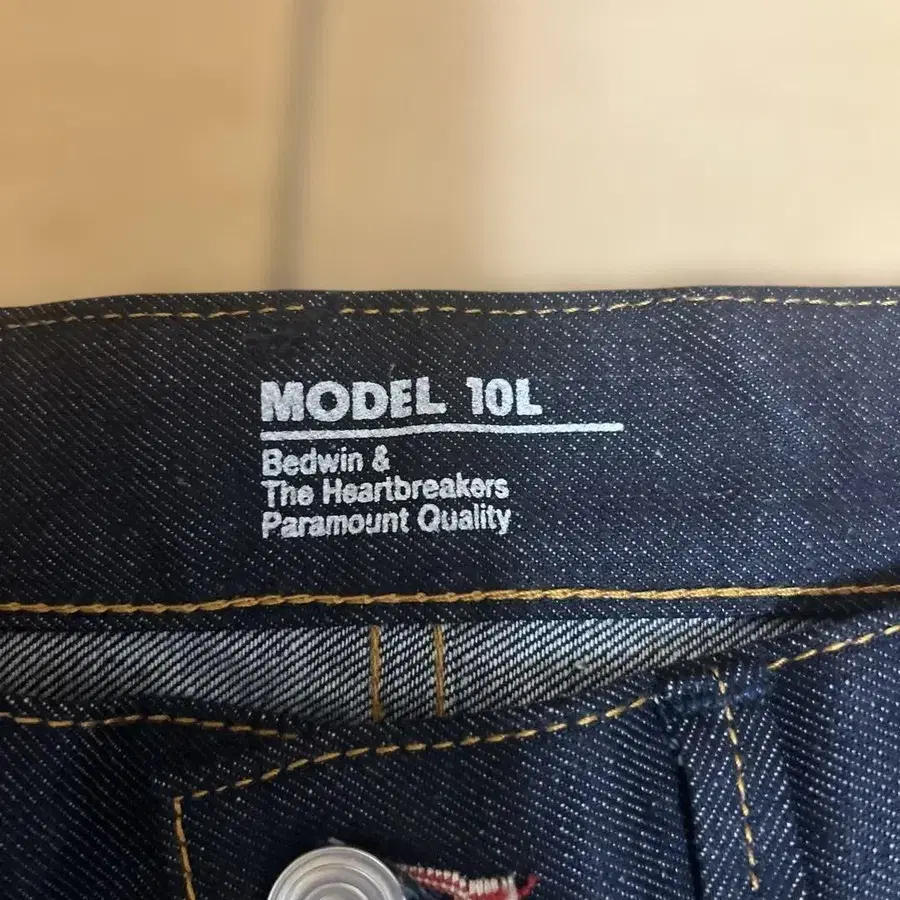 MODEL 10L
Bedwin &
The Heartbreakers
Paramount Quality